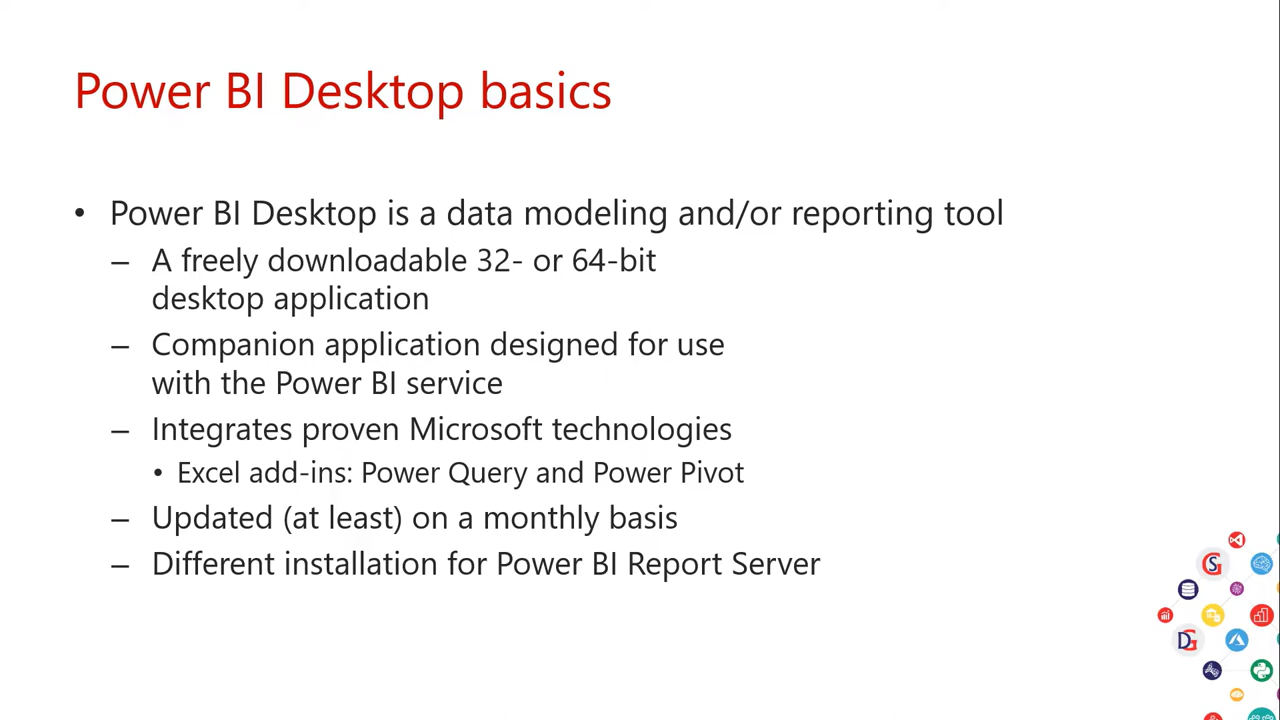 Power BI Desktop basics
• Power BI Desktop is a data modeling and/or reporting tool
– A freely downloadable 32- or 64-bit
desktop application
– Companion application designed for use
with the Power BI service
– Integrates proven Microsoft technologies
• Excel add-ins: Power Query and Power Pivot
– Updated (at least) on a monthly basis
– Different installation for Power BI Report Server
SG
DG